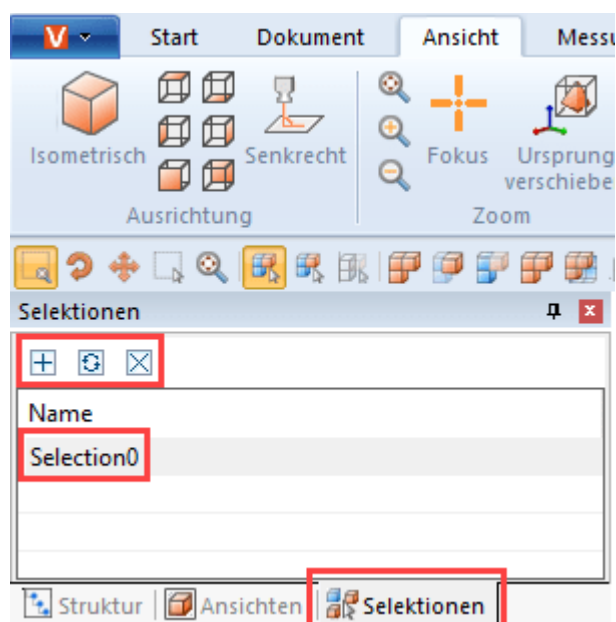 V
Start Dokument Ansicht Messu
Isometrisch Senkrecht Fokus Ursprung
verschiebe
Ausrichtung Zoom
Selektionen
Name
Selection0
Struktur Ansichten Selektionen